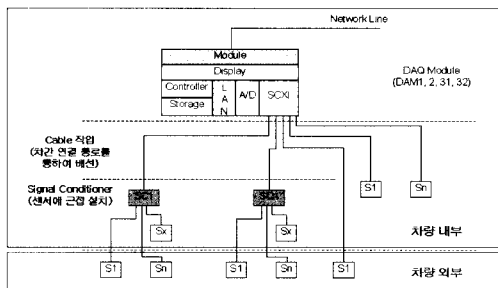 Network Line
Module
Display
Controller
Storage
LAN
A/D
SCXI
DAQ Module
(DAM1, 2, 31, 32)
Cable 작업
(차간 연결 통로를
통하여 배선)
Signal Conditioner
(센서에 근접 설치)
SC1
S1
Sn
Sx
Sx
차량 내부
S1
Sn
S1
Sn
S1
차량 외부